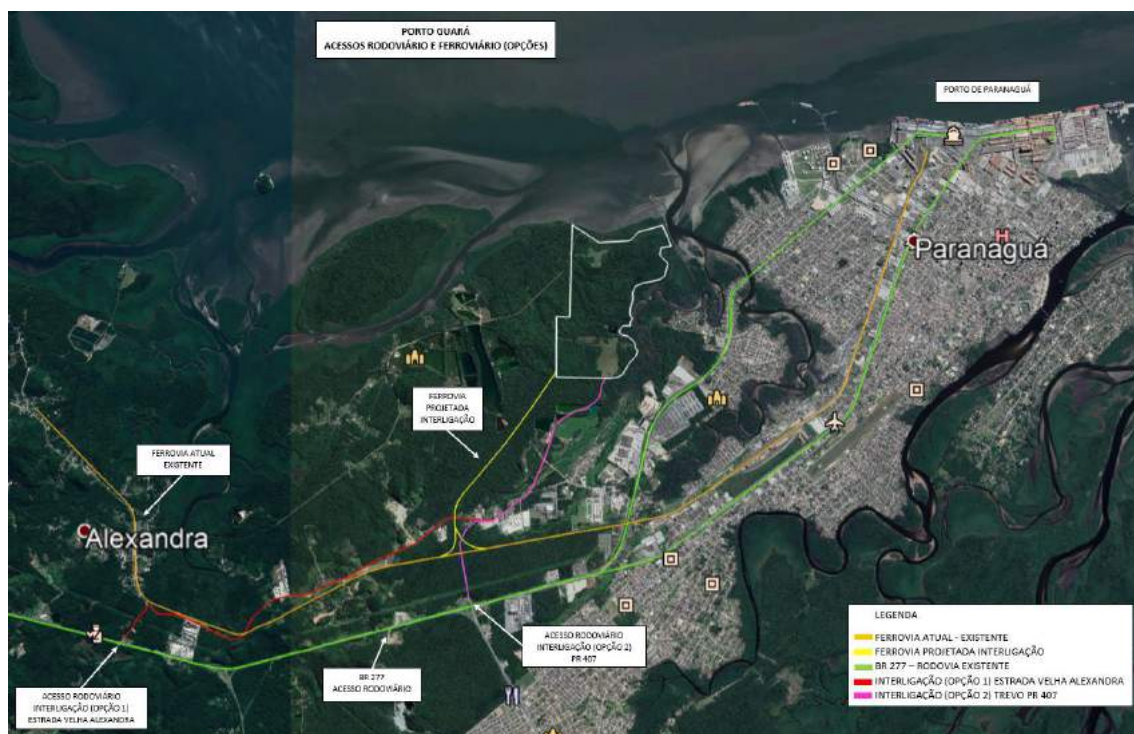 PORTO GUARÁ
ACESSOS RODOVIÁRIO E FERROVIÁRIO (OPÇÕES)
PORTO DE PARANAGUÁ
H
Paranaguá
FERROVIA
PROJETADA
INTERLIGAÇÃO
FERROVIA ATUAL
EXISTENTE
Alexandra
ACESSO RODOVIÁRIO
INTERLIGAÇÃO (OPÇÃO 1)
ESTRADA VELHA ALEXANDRA
BR 277
ACESSO RODOVIÁRIO
ACESSO RODOVIÁRIO
INTERLIGAÇÃO (OPÇÃO 2)
PR 407
LEGENDA
FERROVIA ATUAL - EXISTENTE
FERROVIA PROJETADA INTERLIGAÇÃO
BR 277 – RODOVIA EXISTENTE
INTERLIGAÇÃO (OPÇÃO 1) ESTRADA VELHA ALEXANDRA
INTERLIGAÇÃO (OPÇÃO 2) TREVO PR 407